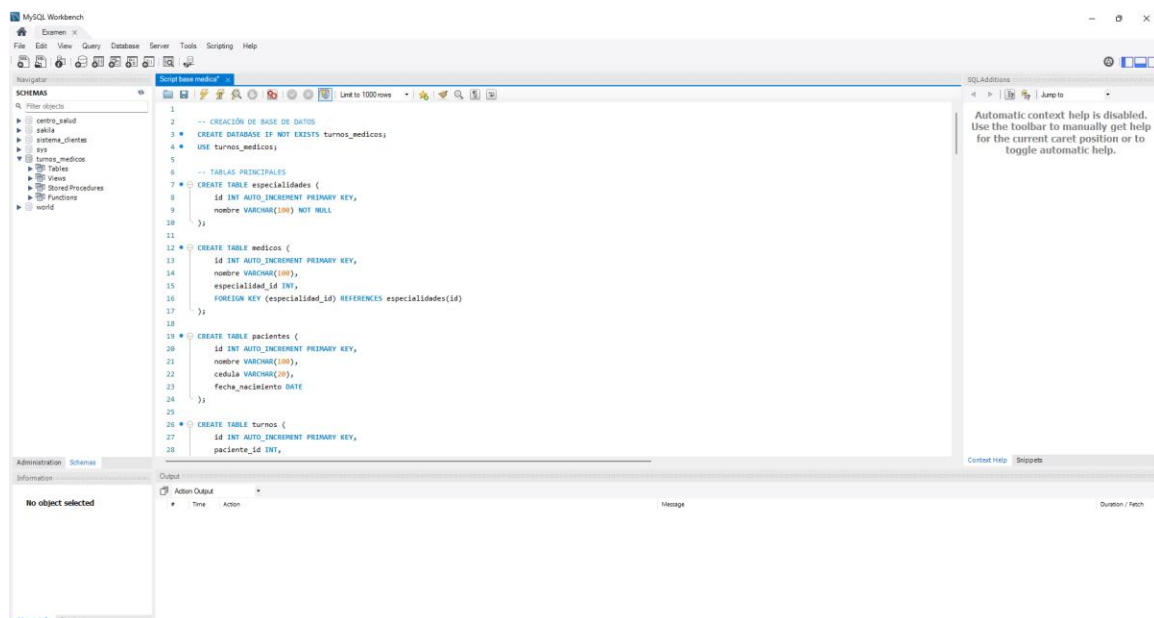 MySQL Workbench
Examen
File Edit View Query Database Server Tools Scripting Help
Navigator
SCHEMAS
Filter objects
centro_salud
sakila
sistema_clientes
sys
turnos_medicos
Tables
Views
Stored Procedures
Functions
world
Administration Schemas
Information
No object selected
Script base medica*
Limit to 1000 rows
1
2 -- CREACIÓN DE BASE DE DATOS
3 CREATE DATABASE IF NOT EXISTS turnos_medicos;
4 USE turnos_medicos;
5
6 -- TABLAS PRINCIPALES
7 CREATE TABLE especialidades (
8 id INT AUTO_INCREMENT PRIMARY KEY,
9 nombre VARCHAR(100) NOT NULL
10 );
11
12 CREATE TABLE medicos (
13 id INT AUTO_INCREMENT PRIMARY KEY,
14 nombre VARCHAR(100),
15 especialidad_id INT,
16 FOREIGN KEY (especialidad_id) REFERENCES especialidades(id)
17 );
18
19 CREATE TABLE pacientes (
20 id INT AUTO_INCREMENT PRIMARY KEY,
21 nombre VARCHAR(100),
22 cedula VARCHAR(20),
23 fecha_nacimiento DATE
24 );
25
26 CREATE TABLE turnos (
27 id INT AUTO_INCREMENT PRIMARY KEY,
28 paciente_id INT,
Output
Action Output
# Time Action Message Duration / Fetch
SQLAdditions
Jump to
Automatic context help is disabled.
Use the toolbar to manually get help
for the current caret position or to
toggle automatic help.
Context Help Snippets